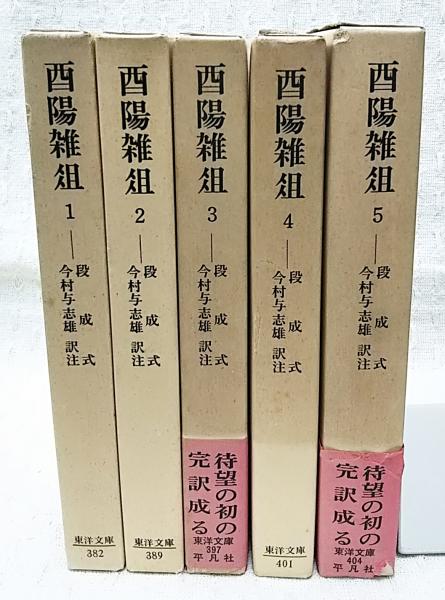 酉陽雑俎 1
段成式
今村与志雄 訳注
東洋文庫
382
酉陽雑俎 2
段成式
今村与志雄 訳注
東洋文庫
389
酉陽雑俎 3
段成式
今村与志雄 訳注
待望の初の
完訳成る
東洋文庫
397
平凡社
酉陽雑俎 4
段成式
今村与志雄 訳注
東洋文庫
401
酉陽雑俎 5
段成式
今村与志雄 訳注
待望の初の
完訳成る
東洋文庫
404
平凡社